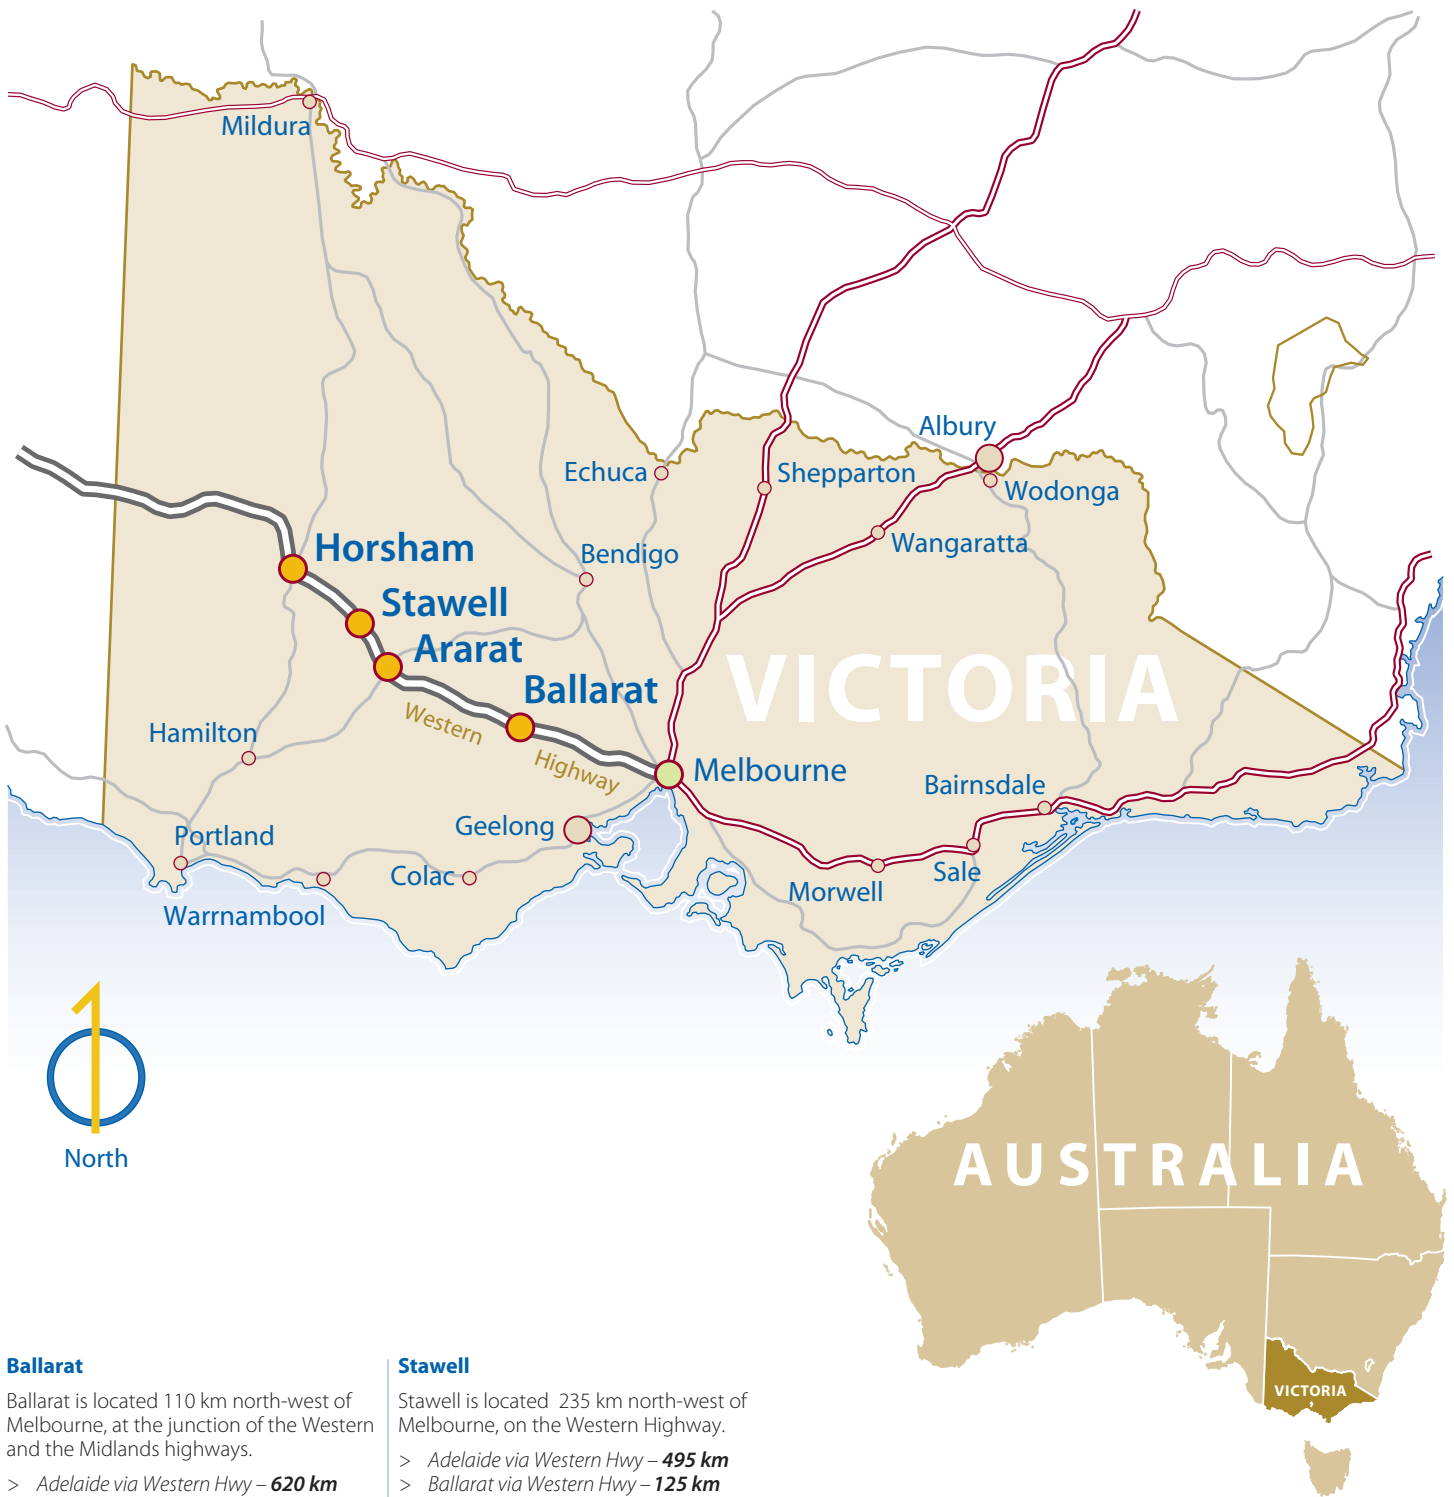 Mildura
Albury
Echuca
Shepparton
Wodonga
Wangaratta
Horsham
Bendigo
Stawell
Ararat
Ballarat
VICTORIA
Western
Highway
Hamilton
Melbourne
Bairnsdale
Geelong
Portland
Colac
Sale
Morwell
Warrnambool
North
AUSTRALIA
VICTORIA
Ballarat
Ballarat is located 110 km north-west of
Melbourne, at the junction of the Western
and the Midlands highways.
> Adelaide via Western Hwy – 620 km
Stawell
Stawell is located 235 km north-west of
Melbourne, on the Western Highway.
> Adelaide via Western Hwy – 495 km
> Ballarat via Western Hwy – 125 km